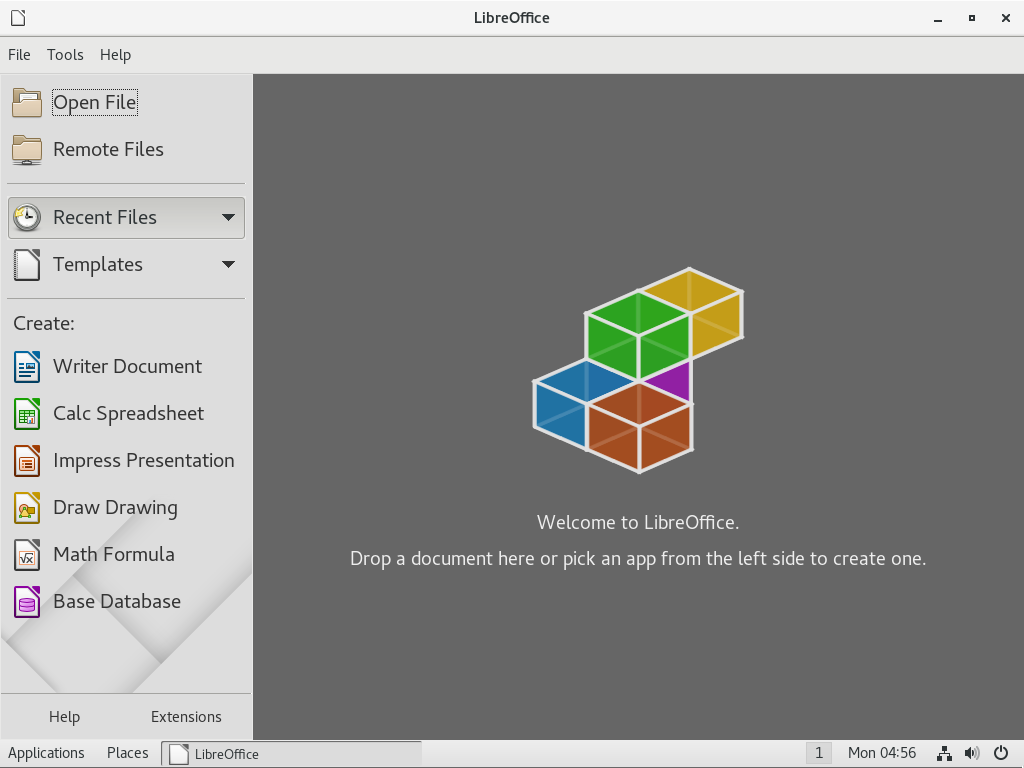 LibreOffice
File Tools Help
Open File
Remote Files
Recent Files
Templates
Create:
Writer Document
Calc Spreadsheet
Impress Presentation
Draw Drawing
Math Formula
Base Database
Welcome to LibreOffice.
Drop a document here or pick an app from the left side to create one.
Help Extensions
Applications Places LibreOffice 1 Mon 04:56